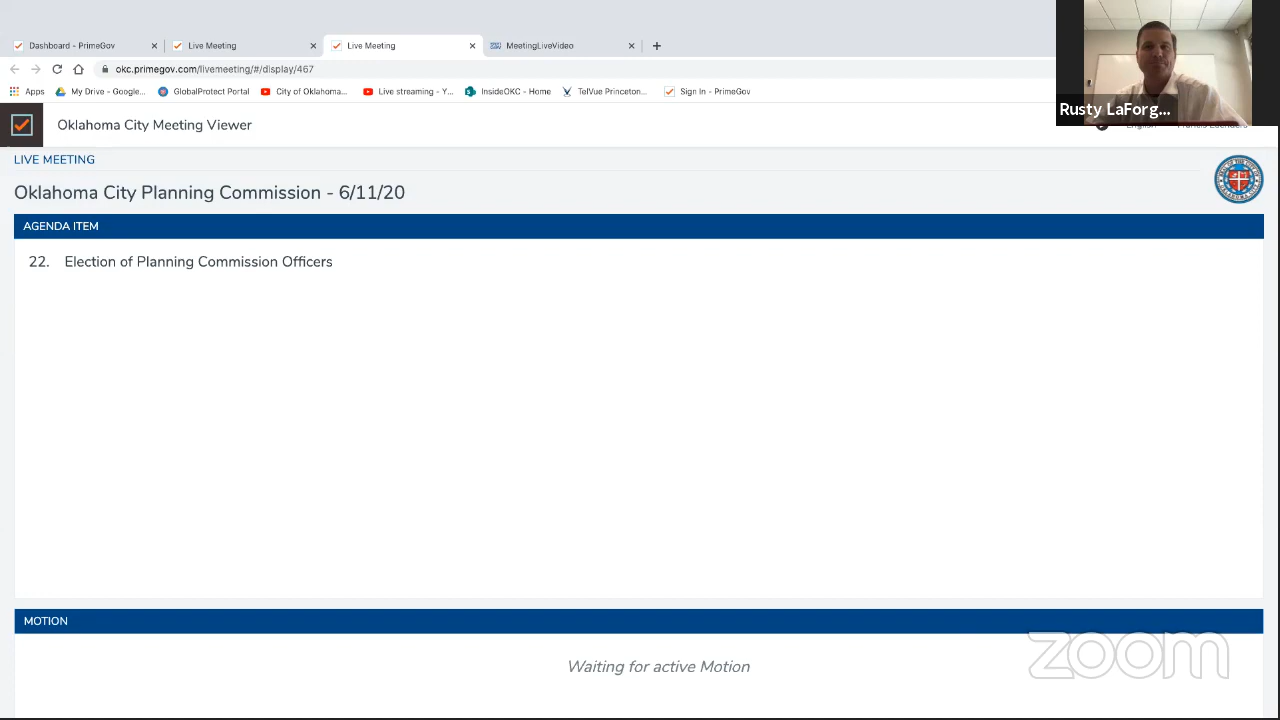 Dashboard - PrimeGov
Live Meeting
Live Meeting
MeetingLiveVideo
okc.primegov.com/livemeeting/#/display/467
Apps
My Drive - Google...
GlobalProtect Portal
City of Oklahoma...
Live streaming - Y...
InsideOKC - Home
TelVue Princeton...
Sign In - PrimeGov
Rusty LaForg...
Oklahoma City Meeting Viewer
LIVE MEETING
Oklahoma City Planning Commission - 6/11/20
AGENDA ITEM
22. Election of Planning Commission Officers
MOTION
Waiting for active Motion
zoom